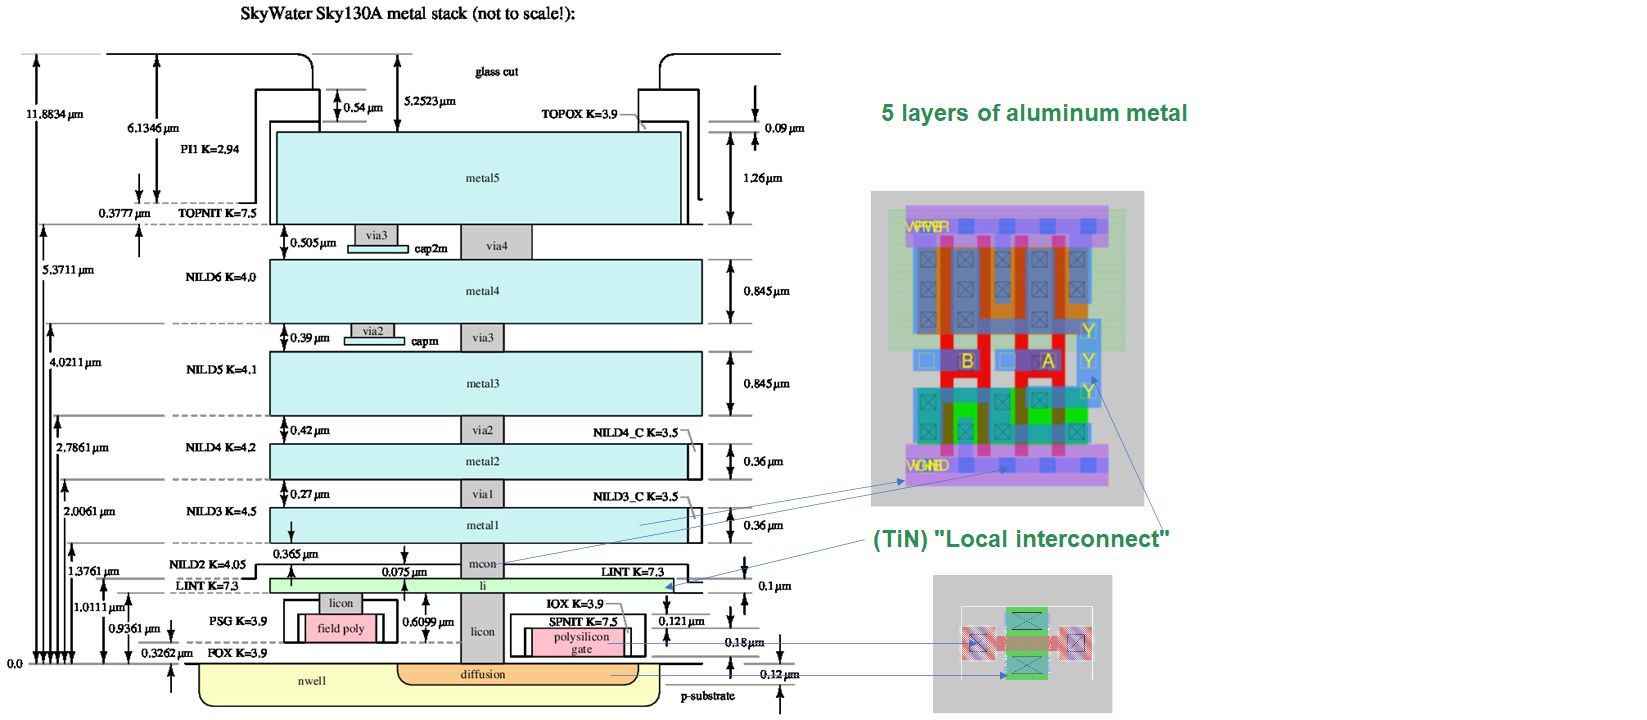 SkyWater Sky130A metal stack (not to scale!):
glass cut
11.8834 µm
6.1346 µm
0.54 µm
5.2523 µm
TOPOX K=3.9
0.09 µm
PI1 K=2.94
metal5
1.26 µm
0.3777 µm
TOPNIT K=7.5
0.505 µm
via3
cap2m
via4
5.3711 µm
NILD6 K=4.0
metal4
0.845 µm
0.39 µm
via2
capm
via3
4.0211 µm
NILD5 K=4.1
metal3
0.845 µm
0.42 µm
via2
NILD4_C K=3.5
2.7861 µm
NILD4 K=4.2
metal2
0.36 µm
0.27 µm
via1
NILD3_C K=3.5
2.0061 µm
NILD3 K=4.5
metal1
0.36 µm
0.365 µm
1.3761 µm
NILD2 K=4.05
0.075 µm
mcon
LINT K=7.3
LINT K=7.3
li
0.1 µm
1.0111 µm
licon
IOX K=3.9
0.9361 µm
PSG K=3.9
field poly
0.6099 µm
licon
SPNIT K=7.5
0.121 µm
polysilicon
gate
0.18 µm
0.3262 µm
FOX K=3.9
0.0
nwell
diffusion
0.12 µm
p-substrate
5 layers of aluminum metal
VPWR
Y
B
A
Y
Y
(TiN) "Local interconnect"